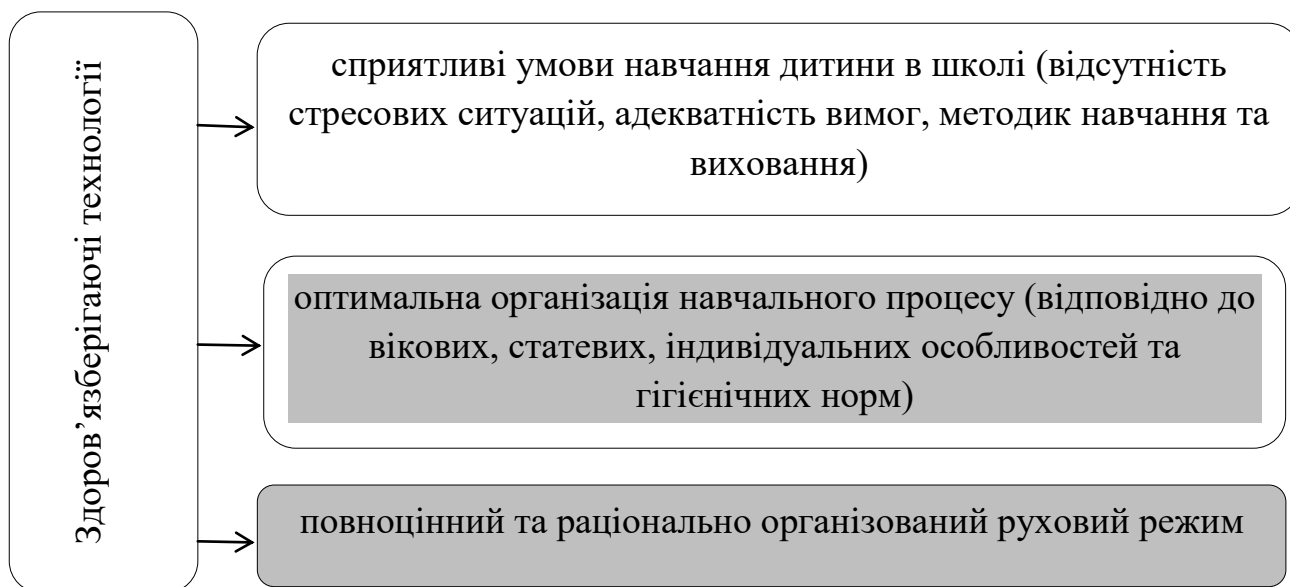 Здоров’язберігаючі технології
сприятливі умови навчання дитини в школі (відсутність
стресових ситуацій, адекватність вимог, методик навчання та
виховання)
оптимальна організація навчального процесу (відповідно до
вікових, статевих, індивідуальних особливостей та
гігієнічних норм)
повноцінний та раціонально організований руховий режим